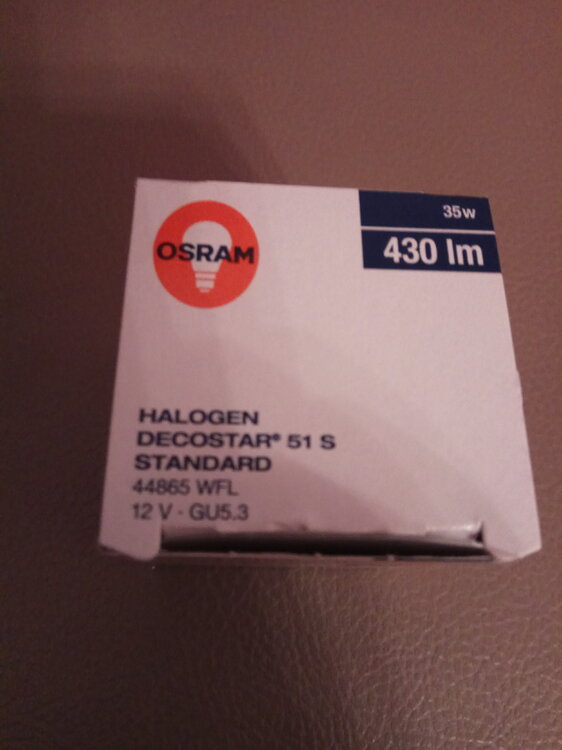 OSRAM
35w
430 lm
HALOGEN
DECOSTAR® 51 S
STANDARD
44865 WFL
12 V - GU5.3